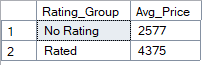 Rating_Group Avg_Price
1 No Rating 2577
2 Rated 4375